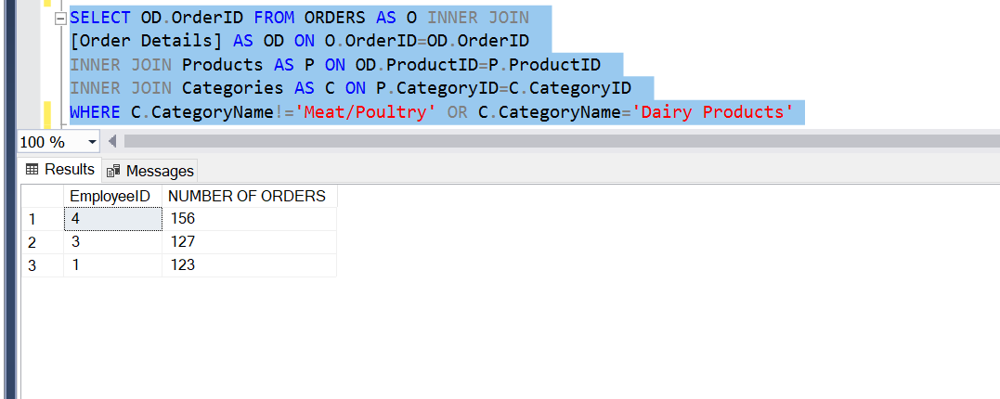 SELECT OD.OrderID FROM ORDERS AS O INNER JOIN
[Order Details] AS OD ON O.OrderID=OD.OrderID
INNER JOIN Products AS P ON OD.ProductID=P.ProductID
INNER JOIN Categories AS C ON P.CategoryID=C.CategoryID
WHERE C.CategoryName!='Meat/Poultry' OR C.CategoryName='Dairy Products'
100 %
Results Messages
EmployeeID NUMBER OF ORDERS
1 4 156
2 3 127
3 1 123